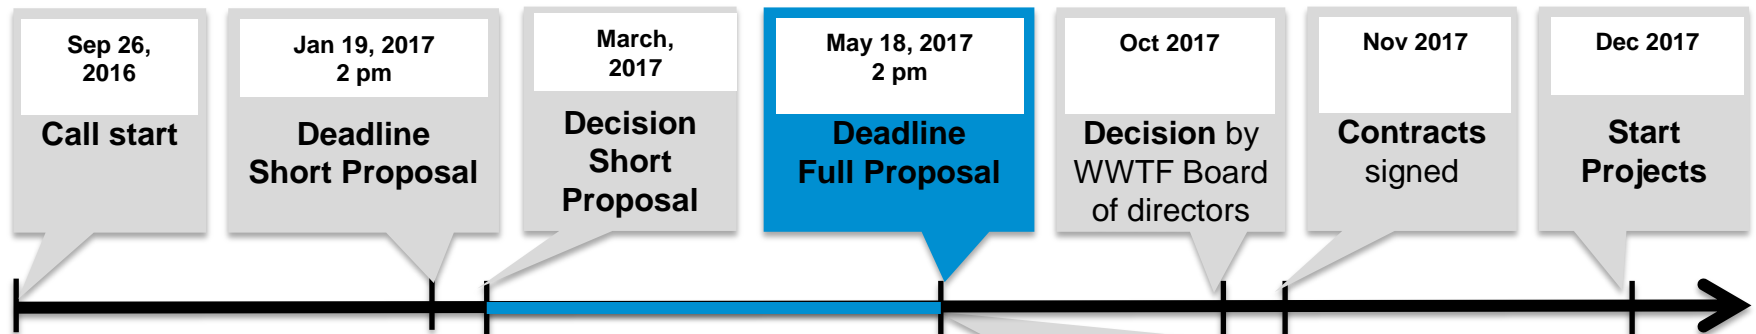 Sep 26,
2016
Call start
Jan 19, 2017
2 pm
Deadline
Short Proposal
March,
2017
Decision
Short
Proposal
May 18, 2017
2 pm
Deadline
Full Proposal
Oct 2017
Decision by
WWTF Board
of directors
Nov 2017
Contracts
signed
Dec 2017
Start
Projects